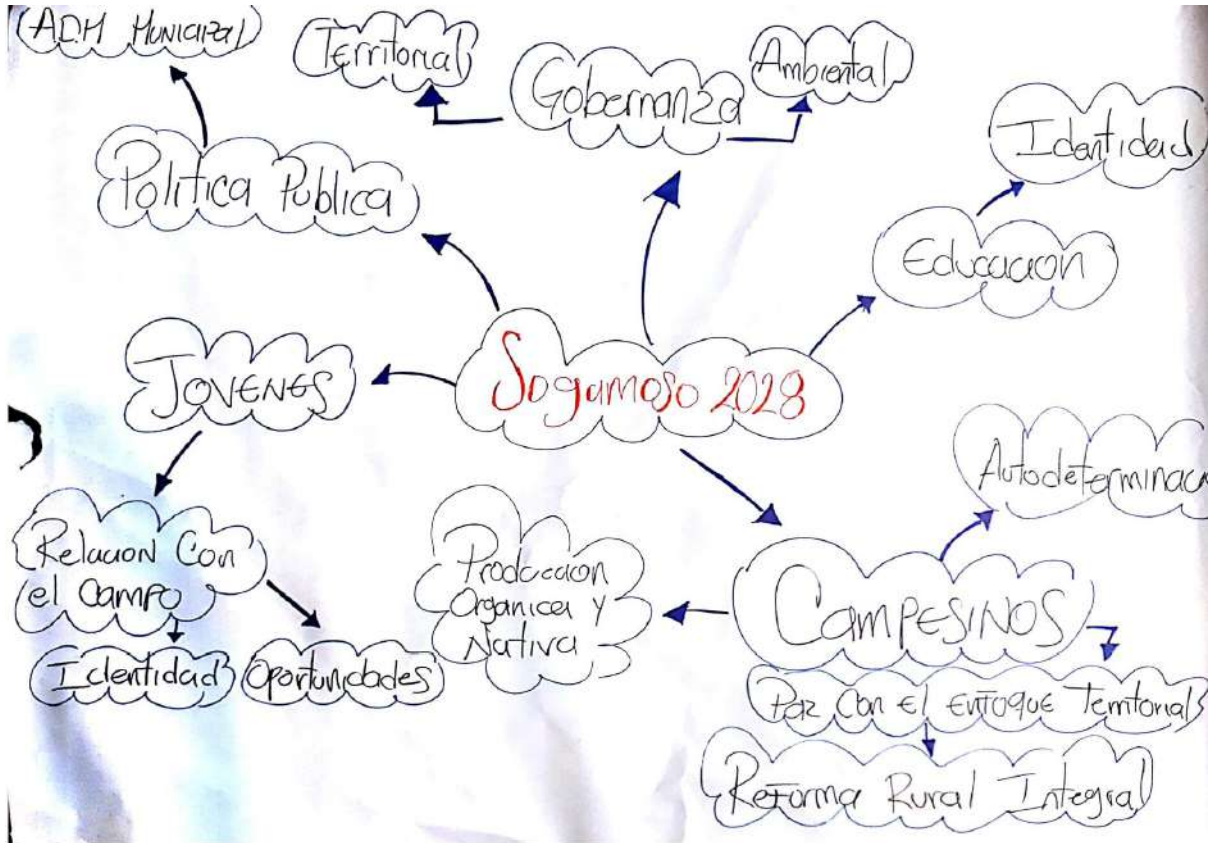 ADM Municipal
Territorial
Gobernanza
Ambiental
Politica Publica
Identidad
Educacion
Jovenes
Sogamoso 2028
Relacion Con
el Campo
Identidad
Oportunidades
Produccion
Organica y
Nativa
Autodeterminac
CAMPESINOS
Paz Con el enfoque Territorial
Reforma Rural Integral